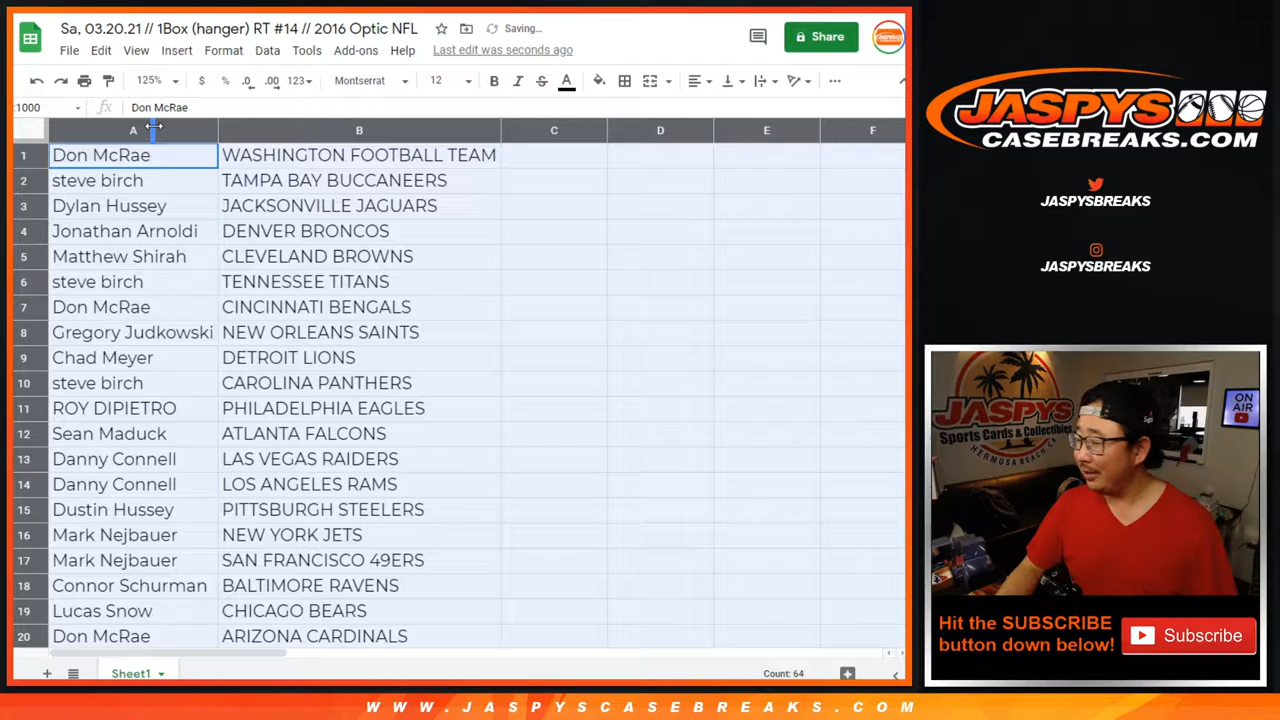 Sa, 03.20.21 // 1Box (hanger) RT #14 // 2016 Optic NFL
Saving...
File Edit View Insert Format Data Tools Add-ons Help
Last edit was seconds ago
Share
125% $ % .0 .00 123 Montserrat 12 B I S A
:1000 fx Don McRae
A B C D E F
1 Don McRae WASHINGTON FOOTBALL TEAM
2 steve birch TAMPA BAY BUCCANEERS
3 Dylan Hussey JACKSONVILLE JAGUARS
4 Jonathan Arnoldi DENVER BRONCOS
5 Matthew Shirah CLEVELAND BROWNS
6 steve birch TENNESSEE TITANS
7 Don McRae CINCINNATI BENGALS
8 Gregory Judkowski NEW ORLEANS SAINTS
9 Chad Meyer DETROIT LIONS
10 steve birch CAROLINA PANTHERS
11 ROY DIPIETRO PHILADELPHIA EAGLES
12 Sean Maduck ATLANTA FALCONS
13 Danny Connell LAS VEGAS RAIDERS
14 Danny Connell LOS ANGELES RAMS
15 Dustin Hussey PITTSBURGH STEELERS
16 Mark Nejbauer NEW YORK JETS
17 Mark Nejbauer SAN FRANCISCO 49ERS
18 Connor Schurman BALTIMORE RAVENS
19 Lucas Snow CHICAGO BEARS
20 Don McRae ARIZONA CARDINALS
Sheet1
Count: 64
JASPYS
CASEBREAKS.COM
JASPYSBREAKS
JASPYSBREAKS
JASPYS
Sports Cards & Collectibles
HERMOSA BEACH, CA
ON AIR
Hit the SUBSCRIBE
button down below!
Subscribe
WWW.JASPYSCASEBREAKS.COM